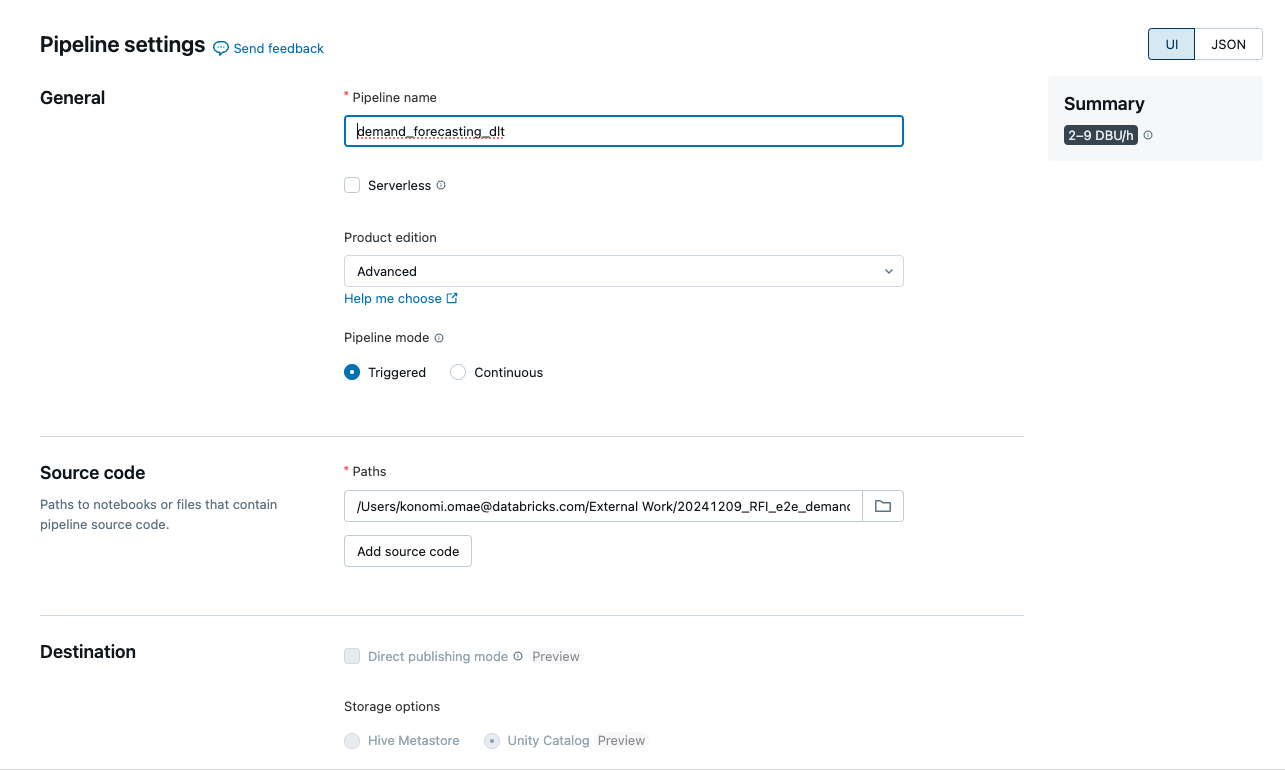 Pipeline settings Send feedback
UI JSON
General
* Pipeline name
demand_forecasting_dlt
Serverless
Product edition
Advanced
Help me choose
Pipeline mode
Triggered Continuous
Summary
2–9 DBU/h
Source code
Paths to notebooks or files that contain
pipeline source code.
* Paths
/Users/konomi.omae@databricks.com/External Work/20241209_RFI_e2e_demanc
Add source code
Destination
Direct publishing mode Preview
Storage options
Hive Metastore Unity Catalog Preview